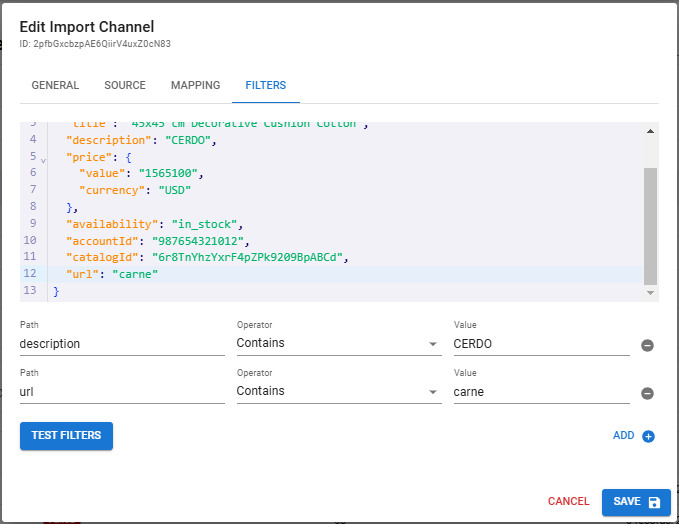 Edit Import Channel
ID: 2pfbGxcbzpAE6QiirV4uxZ0cN83
GENERAL SOURCE MAPPING FILTERS
3 "title": "45x45 cm Decorative Cushion Cotton",
4 "description": "CERDO",
5 "price": {
6 "value": "1565100",
7 "currency": "USD"
8 },
9 "availability": "in_stock",
10 "accountId": "987654321012",
11 "catalogId": "6r8TnYhzYxrF4pZPk9209BpABCd",
12 "url": "carne"
13 }
Path Operator Value
description Contains CERDO
Path Operator Value
url Contains carne
TEST FILTERS ADD
CANCEL SAVE